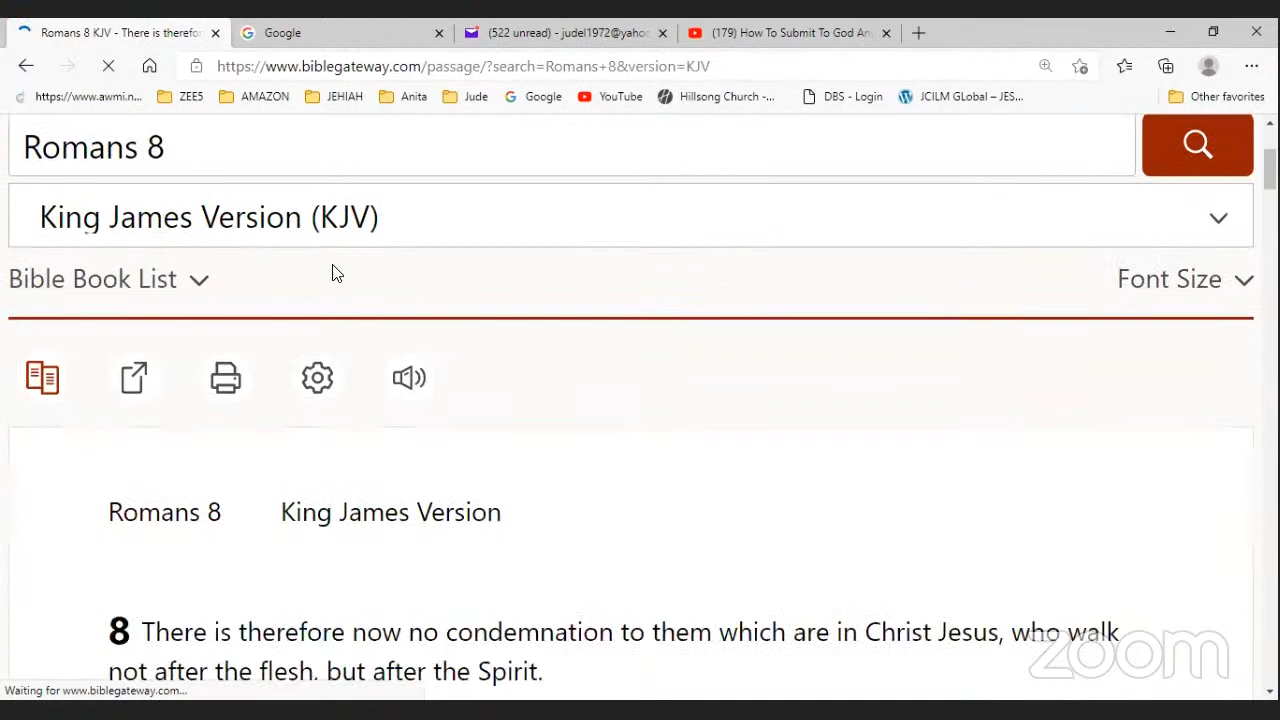 Romans 8 KJV - There is therefor
Google
(522 unread) - judel1972@yaho
(179) How To Submit To God An
https://www.biblegateway.com/passage/?search=Romans+8&version=KJV
https://www.awmi.n... ZEE5 AMAZON JEHIAH Anita Jude Google YouTube Hillsong Church -... DBS - Login JCILM GLobal – JES... Other favorites
Romans 8
King James Version (KJV)
Bible Book List Font Size
Romans 8 King James Version
8 There is therefore now no condemnation to them which are in Christ Jesus, who walk
not after the flesh, but after the Spirit.
zoom
Waiting for www.biblegateway.com...